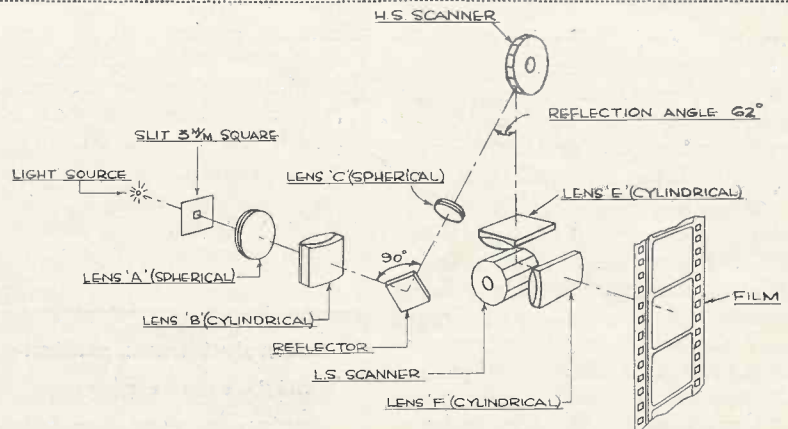 H.S. SCANNER
REFLECTION ANGLE 62°
SLIT 3 M/M SQUARE
LIGHT SOURCE
LENS 'C' (SPHERICAL)
LENS 'E' (CYLINDRICAL)
90°
LENS 'A' (SPHERICAL)
FILM
LENS 'B' (CYLINDRICAL)
REFLECTOR
L.S. SCANNER
LENS 'F' (CYLINDRICAL)